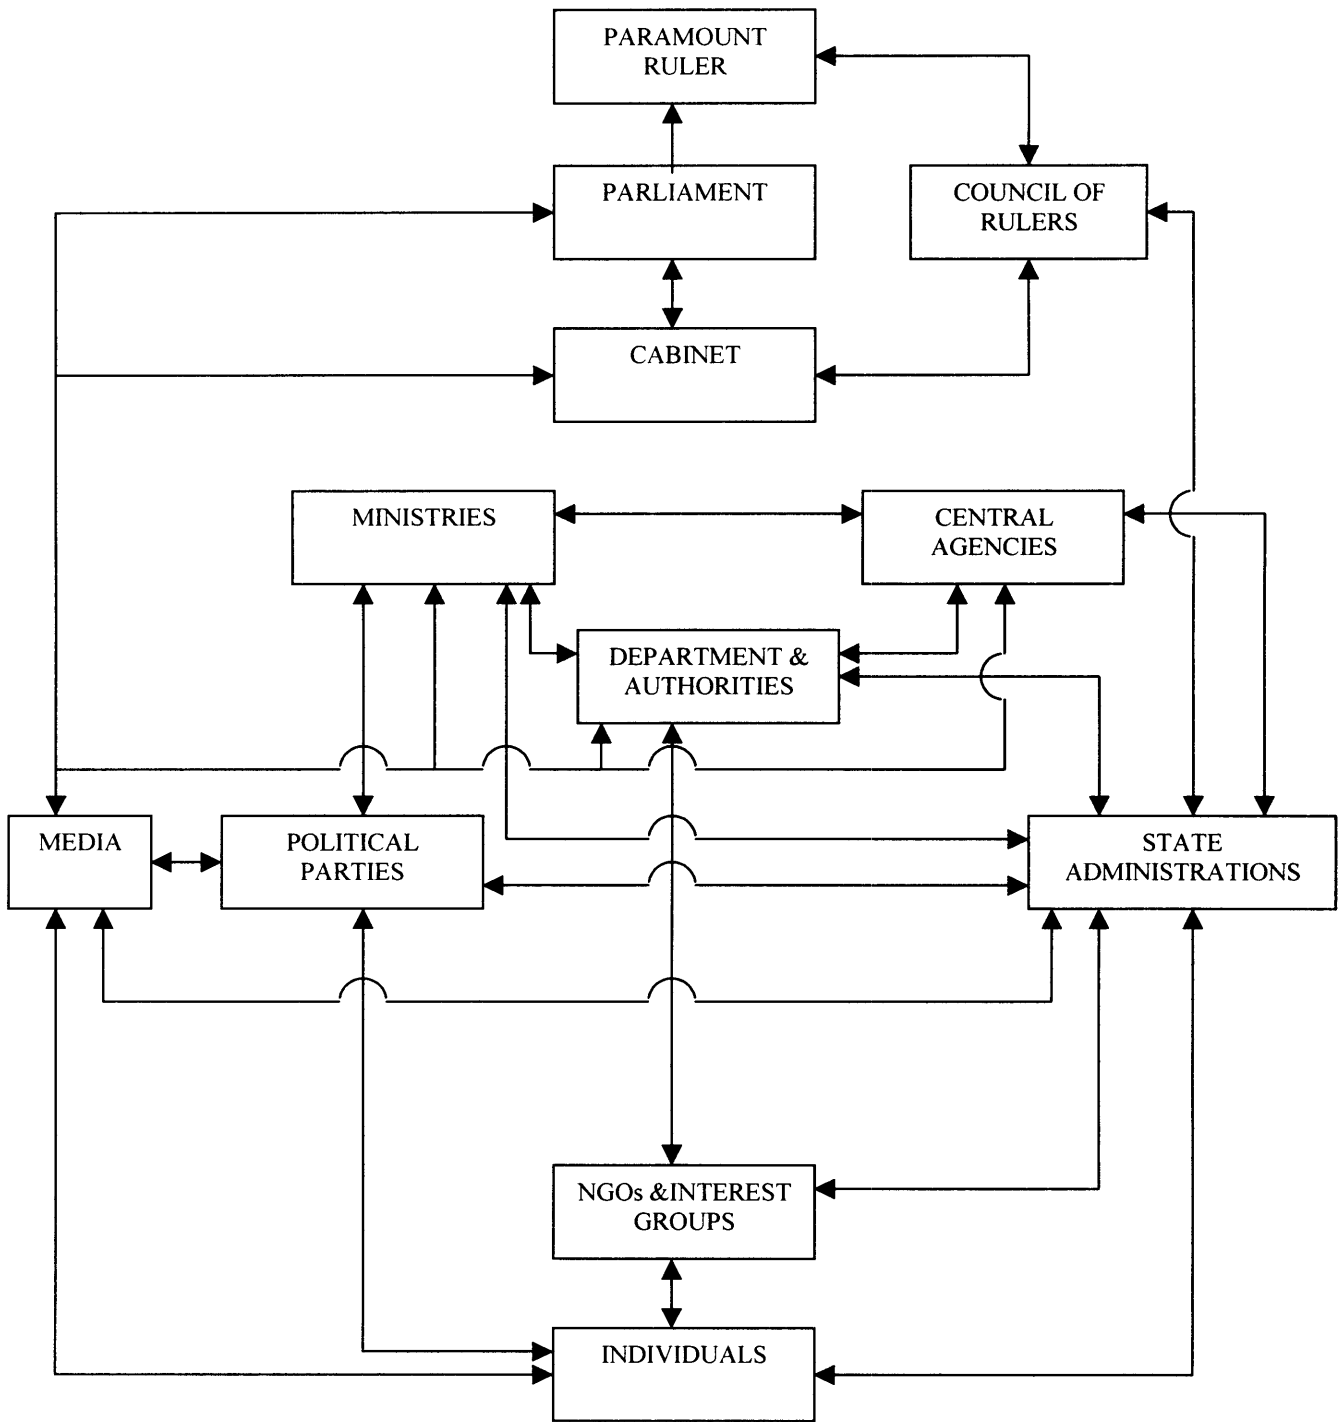 PARAMOUNT
RULER
PARLIAMENT
COUNCIL OF
RULERS
CABINET
MINISTRIES
CENTRAL
AGENCIES
DEPARTMENT &
AUTHORITIES
MEDIA
POLITICAL
PARTIES
STATE
ADMINISTRATIONS
NGOs &INTEREST
GROUPS
INDIVIDUALS